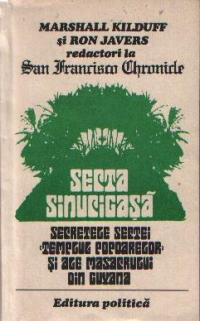 MARSHALL KILDUFF
și RON JAVERS
redactori la
San Francisco Chronicle
SECTA
SINUCIGAȘĂ
SECRETELE SECTEI
"TEMPLUL POPOARELOR"
ȘI ALE MASACRULUI
DIN GUYANA
Editura politică